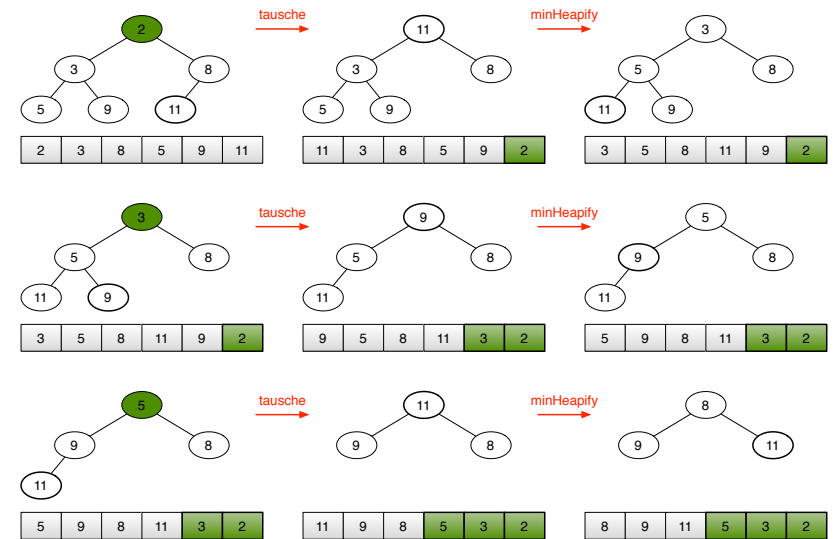 tausche minHeapify
2 11 3
3 8 3 8 5 8
5 9 11 5 9 11 9
2 3 8 5 9 11 11 3 8 5 9 2 3 5 8 11 9 2
tausche minHeapify
3 9 5
5 8 5 8 9 8
11 9 11 11
3 5 8 11 9 2 9 5 8 11 3 2 5 9 8 11 3 2
tausche minHeapify
5 11 8
9 8 9 8 9 11
11
5 9 8 11 3 2 11 9 8 5 3 2 8 9 11 5 3 2